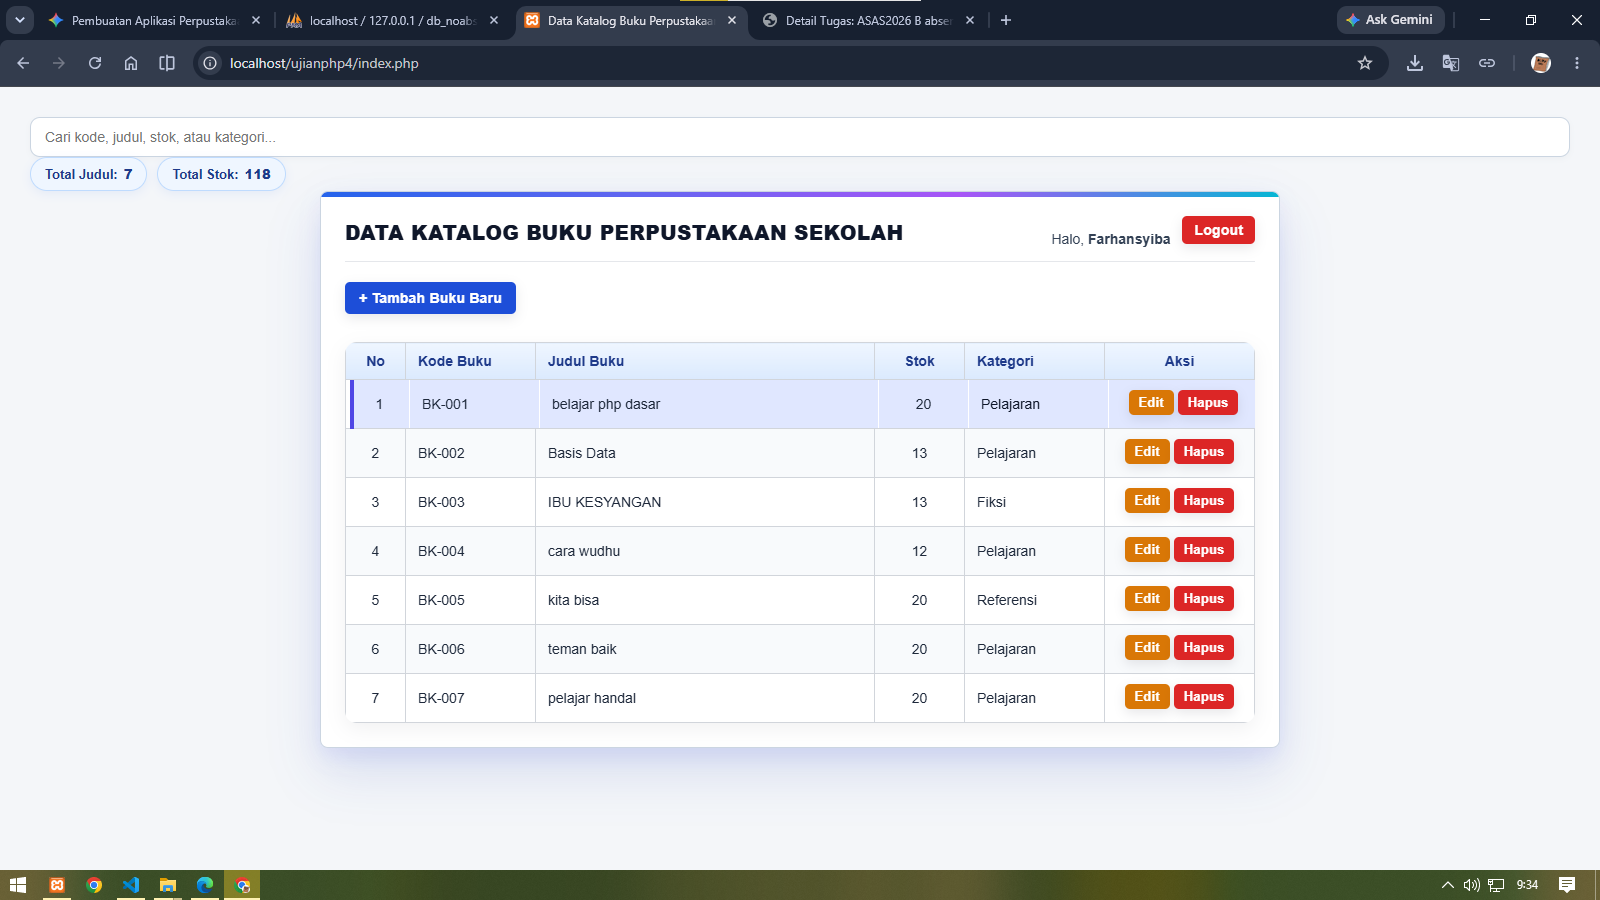 Pembuatan Aplikasi Perpustaka
localhost / 127.0.0.1 / db_noabs
Data Katalog Buku Perpustakaan
Detail Tugas: ASAS2026 B absen
Ask Gemini
localhost/ujianphp4/index.php
Cari kode, judul, stok, atau kategori...
Total Judul: 7 Total Stok: 118
DATA KATALOG BUKU PERPUSTAKAAN SEKOLAH
Halo, Farhansyiba Logout
+ Tambah Buku Baru
No Kode Buku Judul Buku Stok Kategori Aksi
1 BK-001 belajar php dasar 20 Pelajaran Edit Hapus
2 BK-002 Basis Data 13 Pelajaran Edit Hapus
3 BK-003 IBU KESYANGAN 13 Fiksi Edit Hapus
4 BK-004 cara wudhu 12 Pelajaran Edit Hapus
5 BK-005 kita bisa 20 Referensi Edit Hapus
6 BK-006 teman baik 20 Pelajaran Edit Hapus
7 BK-007 pelajar handal 20 Pelajaran Edit Hapus
9:34